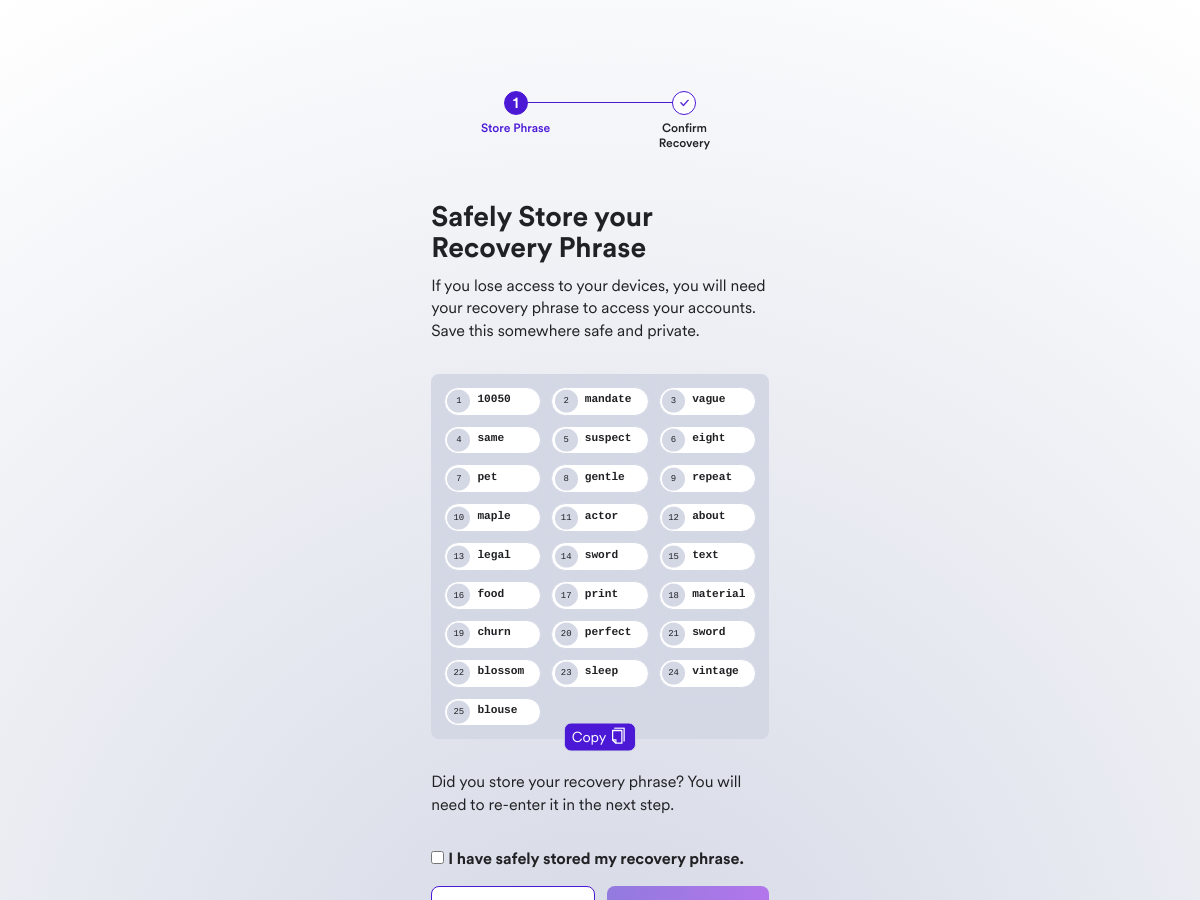 1
Store Phrase
Confirm
Recovery
Safely Store your
Recovery Phrase
If you lose access to your devices, you will need
your recovery phrase to access your accounts.
Save this somewhere safe and private.
1 10050 2 mandate 3 vague
4 same 5 suspect 6 eight
7 pet 8 gentle 9 repeat
10 maple 11 actor 12 about
13 legal 14 sword 15 text
16 food 17 print 18 material
19 churn 20 perfect 21 sword
22 blossom 23 sleep 24 vintage
25 blouse
Copy
Did you store your recovery phrase? You will
need to re-enter it in the next step.
I have safely stored my recovery phrase.